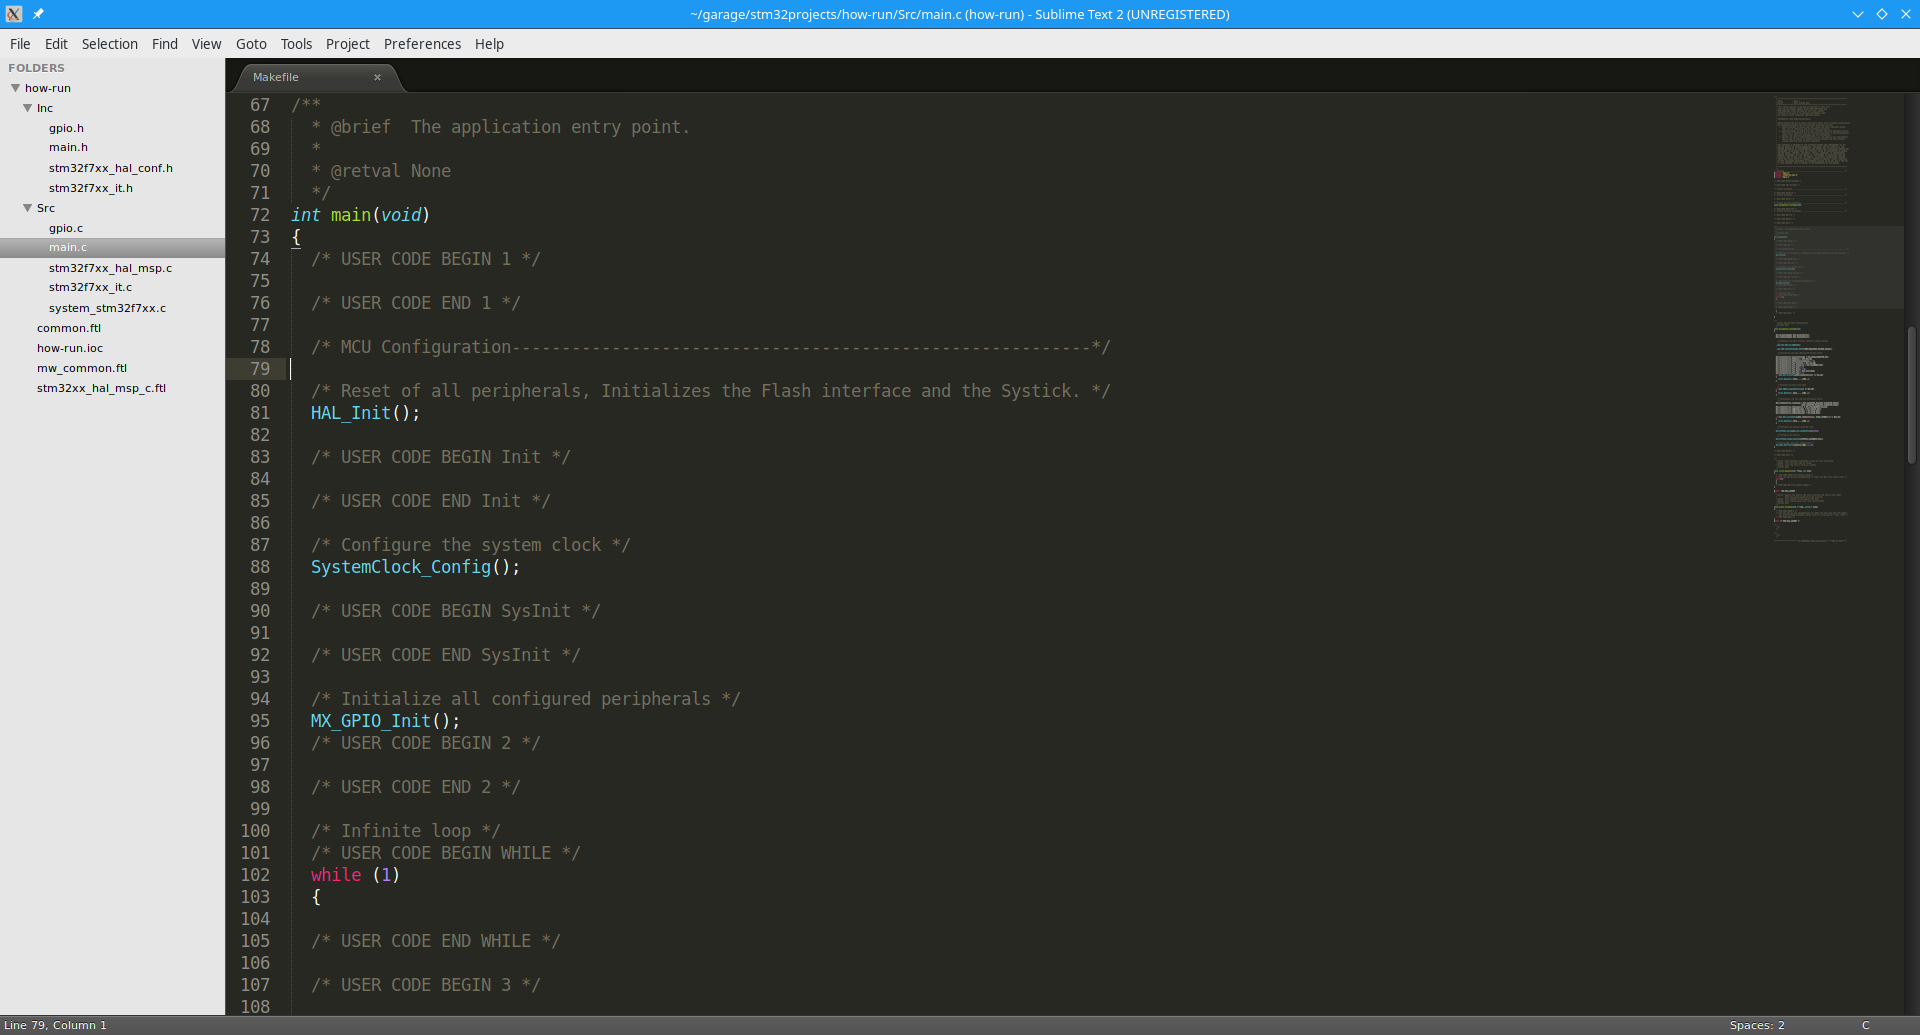 ~/garage/stm32projects/how-run/Src/main.c (how-run) - Sublime Text 2 (UNREGISTERED)
File Edit Selection Find View Goto Tools Project Preferences Help
FOLDERS
how-run
Inc
gpio.h
main.h
stm32f7xx_hal_conf.h
stm32f7xx_it.h
Src
gpio.c
main.c
stm32f7xx_hal_msp.c
stm32f7xx_it.c
system_stm32f7xx.c
common.ftl
how-run.ioc
mw_common.ftl
stm32xx_hal_msp_c.ftl
Makefile ×
67 /**
68   * @brief  The application entry point.
69   *
70   * @retval None
71   */
72 int main(void)
73 {
74   /* USER CODE BEGIN 1 */
75
76   /* USER CODE END 1 */
77
78   /* MCU Configuration----------------------------------------------------------*/
79
80   /* Reset of all peripherals, Initializes the Flash interface and the Systick. */
81   HAL_Init();
82
83   /* USER CODE BEGIN Init */
84
85   /* USER CODE END Init */
86
87   /* Configure the system clock */
88   SystemClock_Config();
89
90   /* USER CODE BEGIN SysInit */
91
92   /* USER CODE END SysInit */
93
94   /* Initialize all configured peripherals */
95   MX_GPIO_Init();
96   /* USER CODE BEGIN 2 */
97
98   /* USER CODE END 2 */
99
100   /* Infinite loop */
101   /* USER CODE BEGIN WHILE */
102   while (1)
103   {
104
105   /* USER CODE END WHILE */
106
107   /* USER CODE BEGIN 3 */
108
Line 79, Column 1
Spaces: 2
C